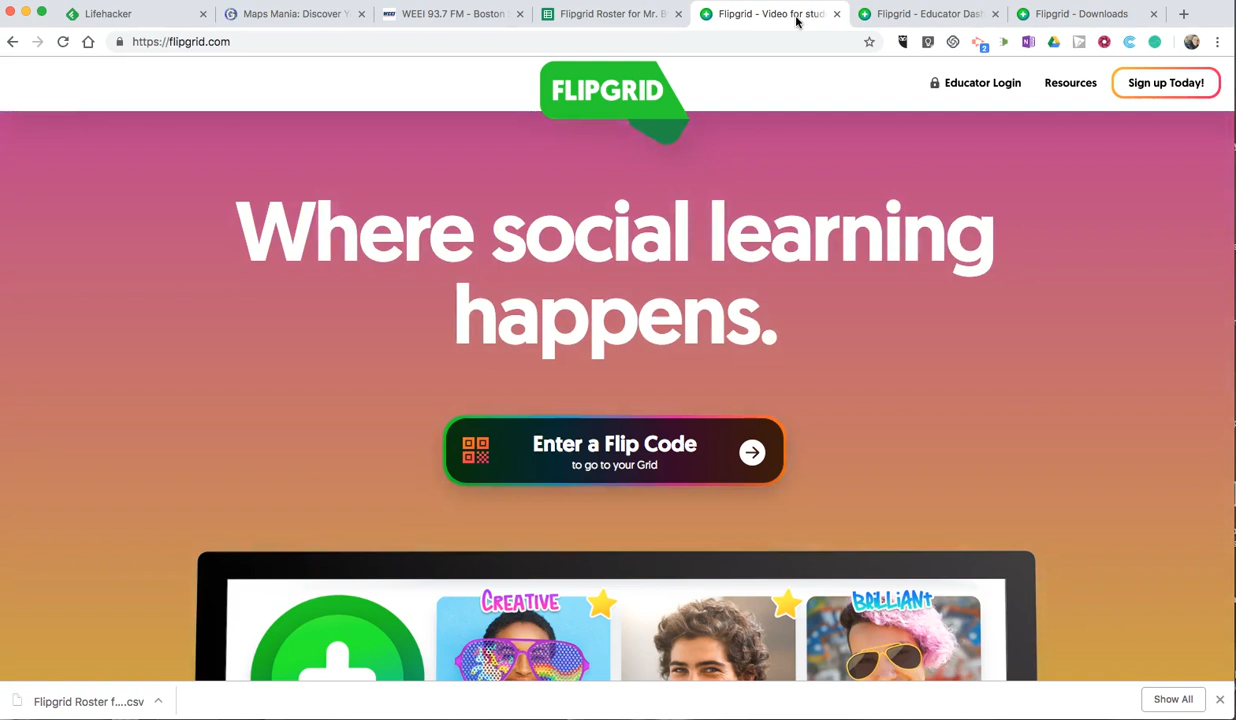 Lifehacker
Maps Mania: Discover Y
WEEI 93.7 FM - Boston
Flipgrid Roster for Mr. B
Flipgrid - Video for stud
Flipgrid - Educator Das
Flipgrid - Downloads
https://flipgrid.com
2
FLIPGRID
Educator Login
Resources
Sign up Today!
Where social learning
happens.
Enter a Flip Code
to go to your Grid
CREATIVE
BRiLLiANT
Flipgrid Roster f....csv
Show All